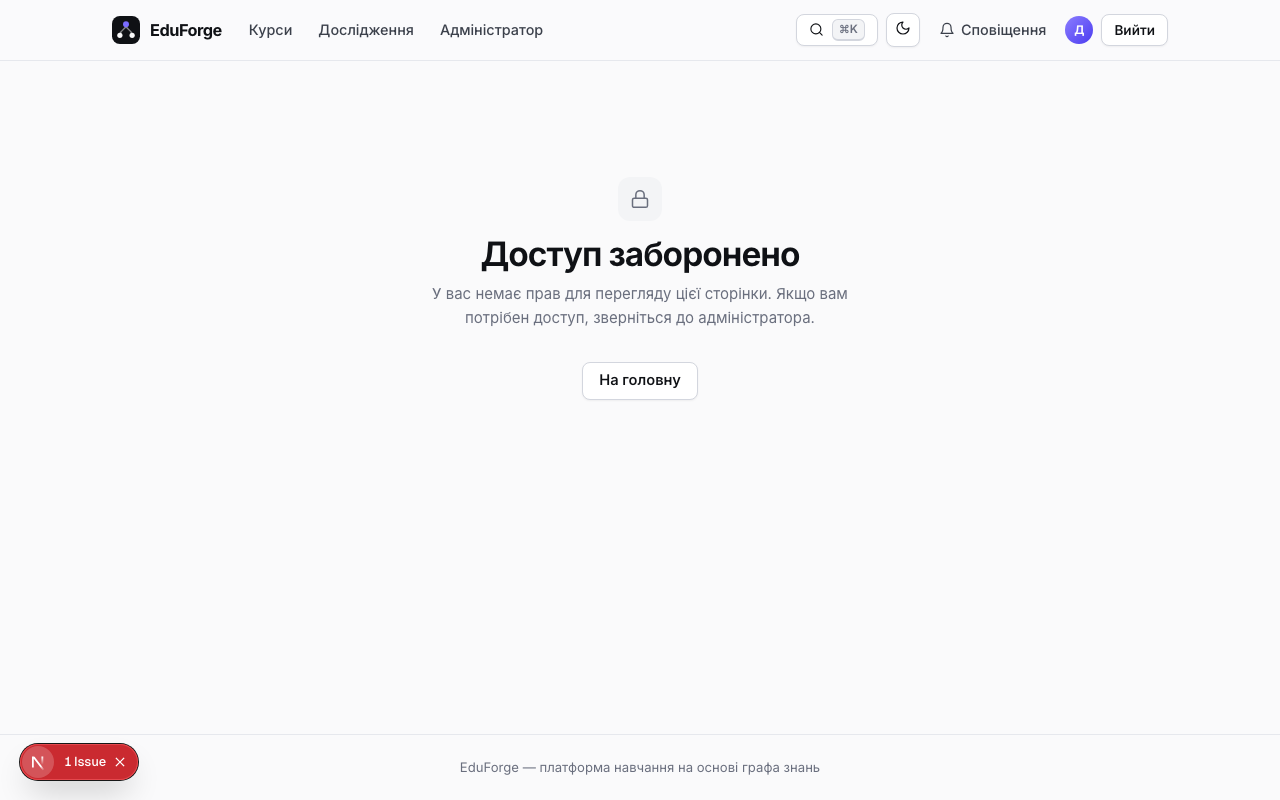 EduForge
Курси
Дослідження
Адміністратор
⌘K
Сповіщення
Д
Вийти
Доступ заборонено
У вас немає прав для перегляду цієї сторінки. Якщо вам
потрібен доступ, зверніться до адміністратора.
На головну
N
1 Issue
EduForge — платформа навчання на основі графа знань